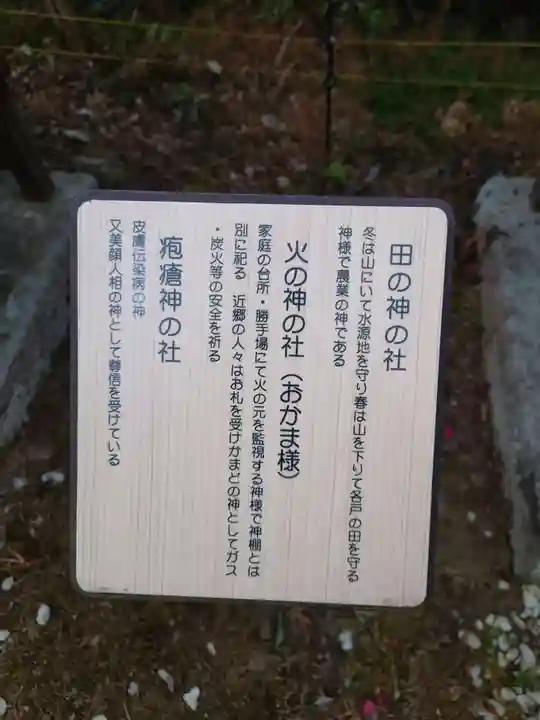 田の神の社
冬は山にいて水源地を守り春は山を下りて各戸の田を守る
神様で農業の神である
火の神の社（おかま様）
家庭の台所・勝手場にて火の元を監視する神様で神棚とは
別に祀る　近郷の人々はお札を受けかまどの神としてガス
・炭火等の安全を祈る
疱瘡神の社
皮膚伝染病の神
又美顔人相の神として尊信を受けている